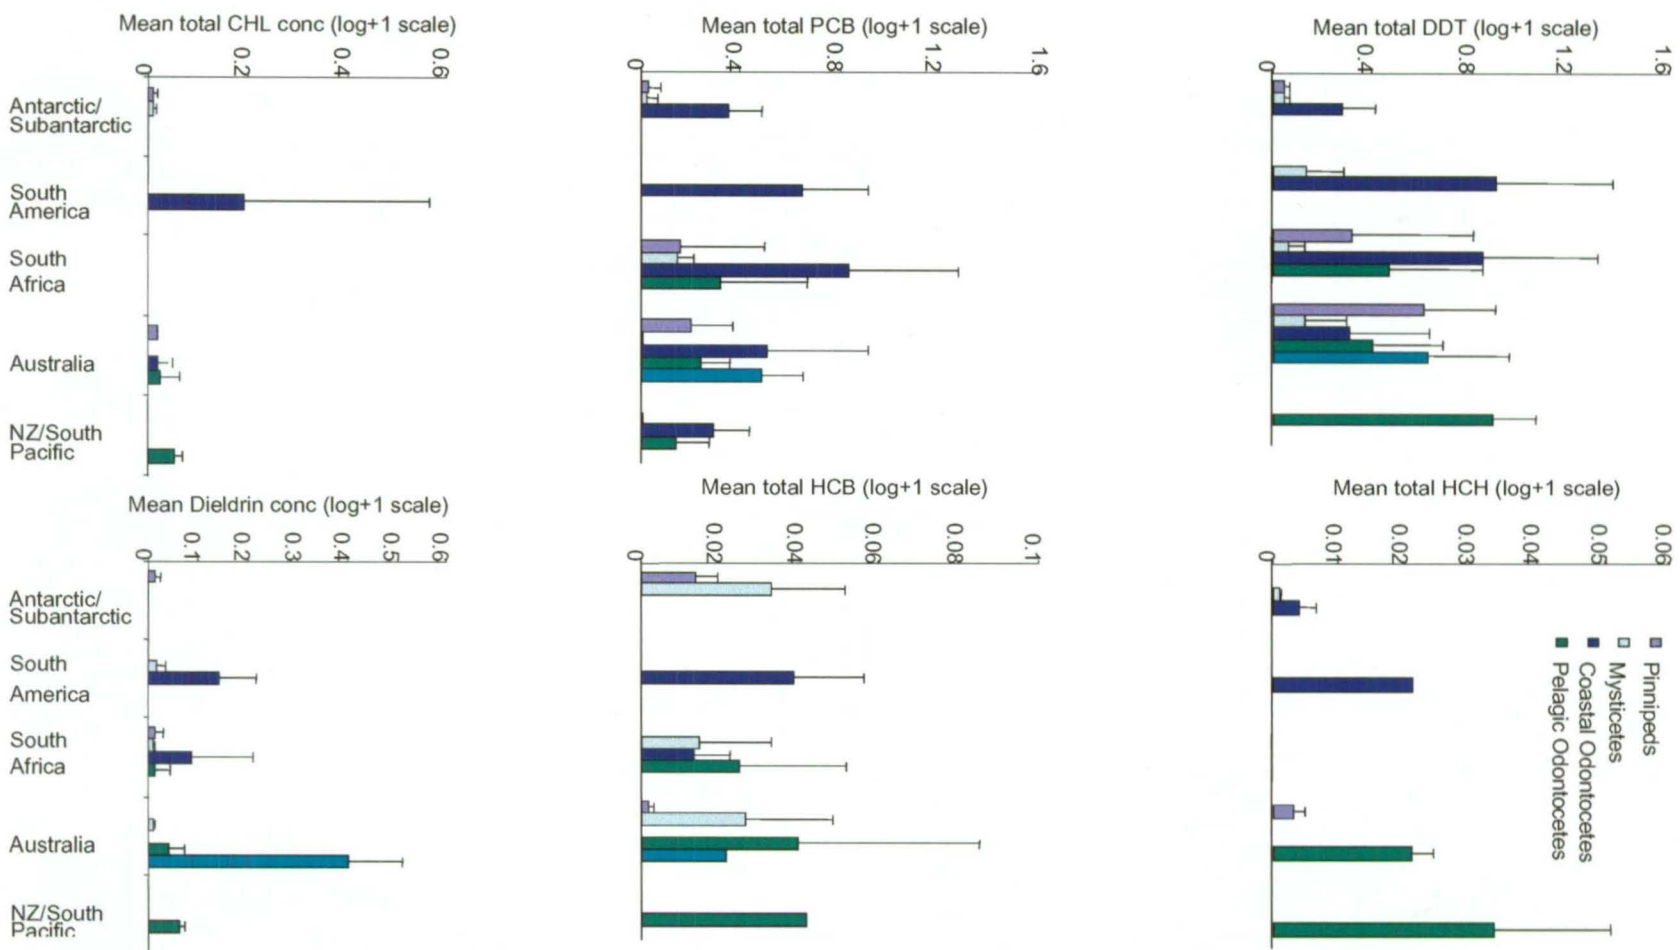 Mean total CHL conc (log+1 scale)
0
0.2
0.4
0.6
Antarctic/
Subantarctic
South
America
South
Africa
Australia
NZ/South
Pacific
Mean total PCB (log+1 scale)
0
0.4
0.8
1.2
1.6
Mean total DDT (log+1 scale)
0
0.4
0.8
1.2
1.6
Mean Dieldrin conc (log+1 scale)
0
0.1
0.2
0.3
0.4
0.5
0.6
Antarctic/
Subantarctic
South
America
South
Africa
Australia
NZ/South
Pacific
Mean total HCB (log+1 scale)
0
0.02
0.04
0.06
0.08
0.1
Mean total HCH (log+1 scale)
0
0.01
0.02
0.03
0.04
0.05
0.06
Pinnipeds
Mysticetes
Coastal Odontocetes
Pelagic Odontocetes